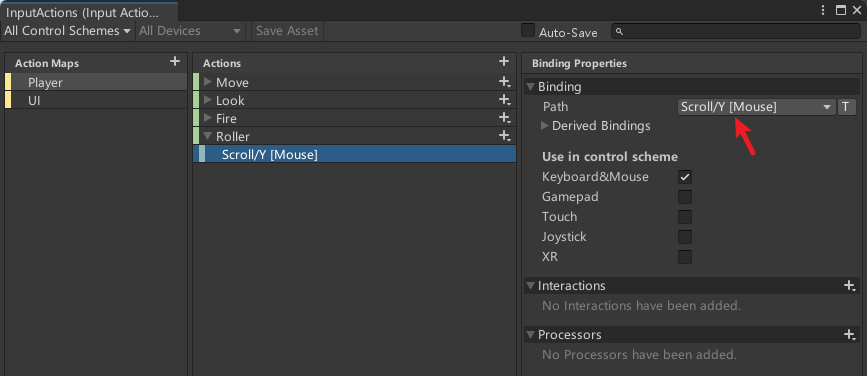 InputActions (Input Actio...
All Control Schemes All Devices Save Asset Auto-Save
Action Maps
Player
UI
Actions
Move
Look
Fire
Roller
Scroll/Y [Mouse]
Binding Properties
Binding
Path Scroll/Y [Mouse] T
Derived Bindings
Use in control scheme
Keyboard&Mouse
Gamepad
Touch
Joystick
XR
Interactions
No Interactions have been added.
Processors
No Processors have been added.